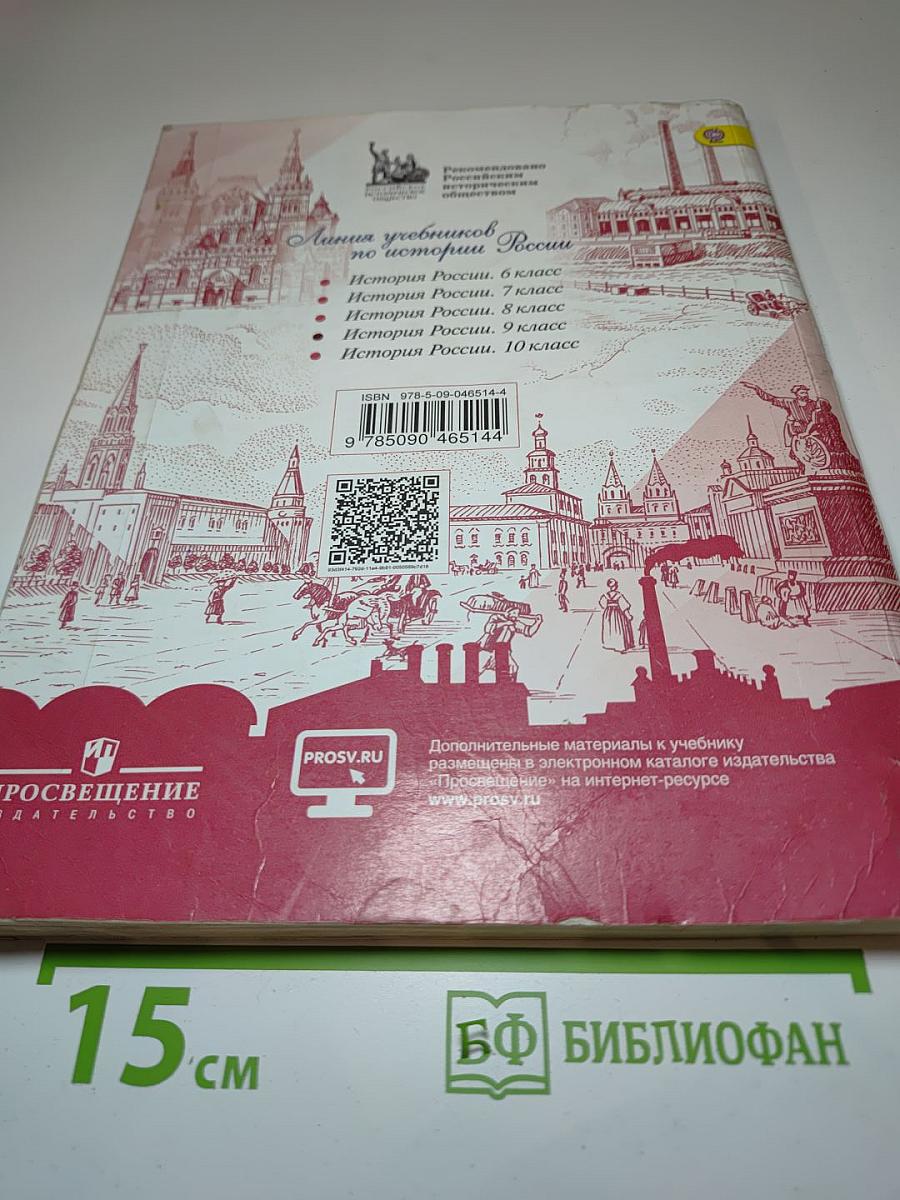 РОССИЙСКОЕ
ИСТОРИЧЕСКОЕ
ОБЩЕСТВО
Рекомендовано
Российским
историческим
обществом
Линия учебников
по истории России
История России. 6 класс
История России. 7 класс
История России. 8 класс
История России. 9 класс
История России. 10 класс
ISBN 978-5-09-046514-4
9 785090 465144
PROSV.RU
Дополнительные материалы к учебнику
размещены в электронном каталоге издательства
«Просвещение» на интернет-ресурсе
www.prosv.ru
ПРОСВЕЩЕНИЕ
ИЗДАТЕЛЬСТВО
15 см
БФ БИБЛИОФАН